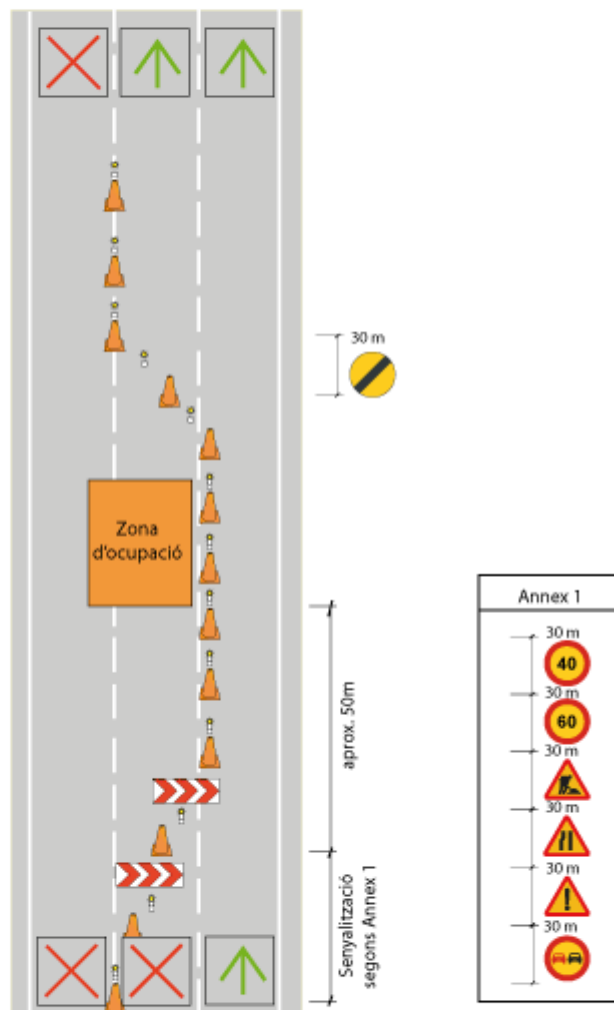 30 m
Zona
d'ocupació
aprox. 50m
Senyalització
segons Annex 1
Annex 1
30 m
40
30 m
60
30 m
30 m
30 m
30 m